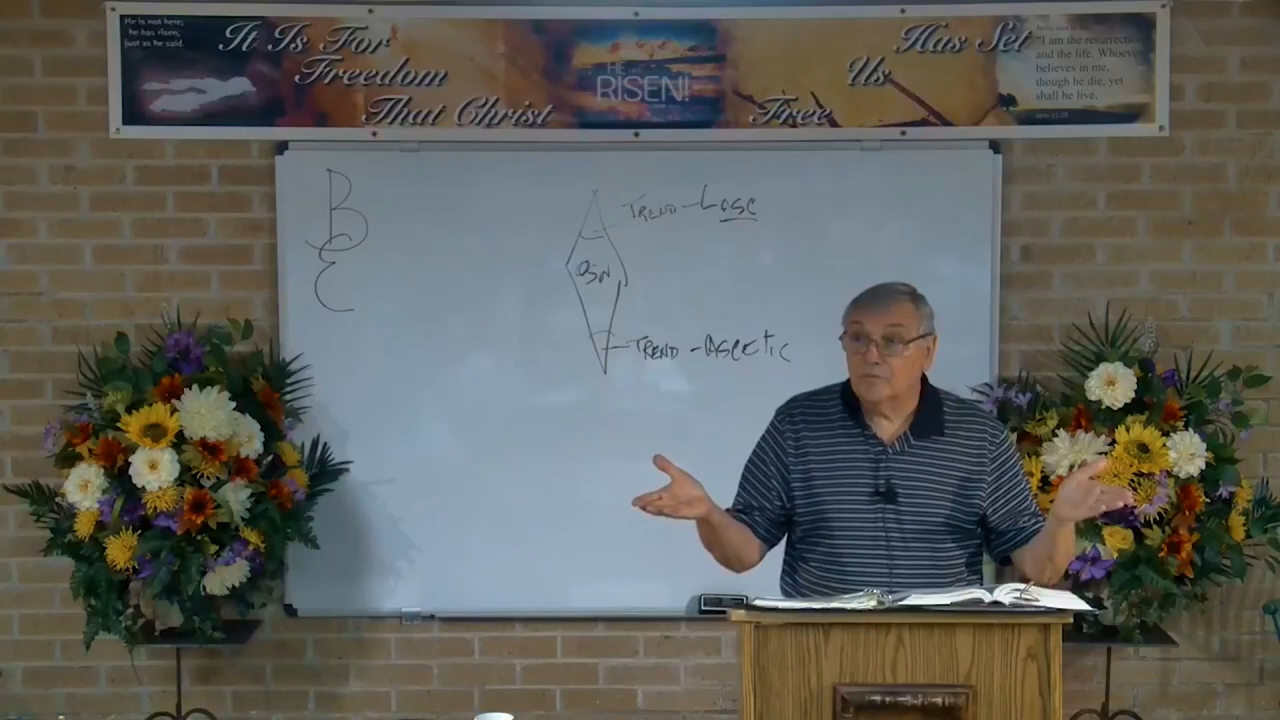 He is not here;
he has risen,
just as he said.
It Is For
Freedom
That Christ
HE
RISEN!
Has Set
Us
Free
"I am the resurrection
and the life. Whoever
believes in me,
though he die, yet
shall he live,
B
E
TREND - Lasc
OSN
TREND - Ascetic